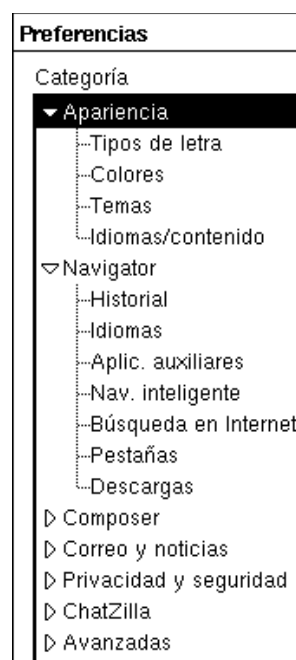 Preferencias
Categoría
Apariencia
Tipos de letra
Colores
Temas
Idiomas/contenido
Navigator
Historial
Idiomas
Aplic. auxiliares
Nav. inteligente
Búsqueda en Internet
Pestañas
Descargas
Composer
Correo y noticias
Privacidad y seguridad
ChatZilla
Avanzadas